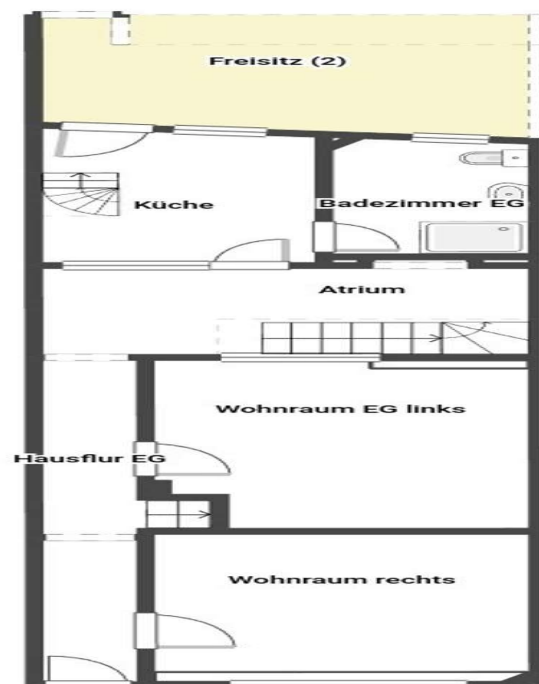 Freisitz (2)
Küche
Badezimmer EG
Atrium
Wohnraum EG links
Hausflur EG
Wohnraum rechts